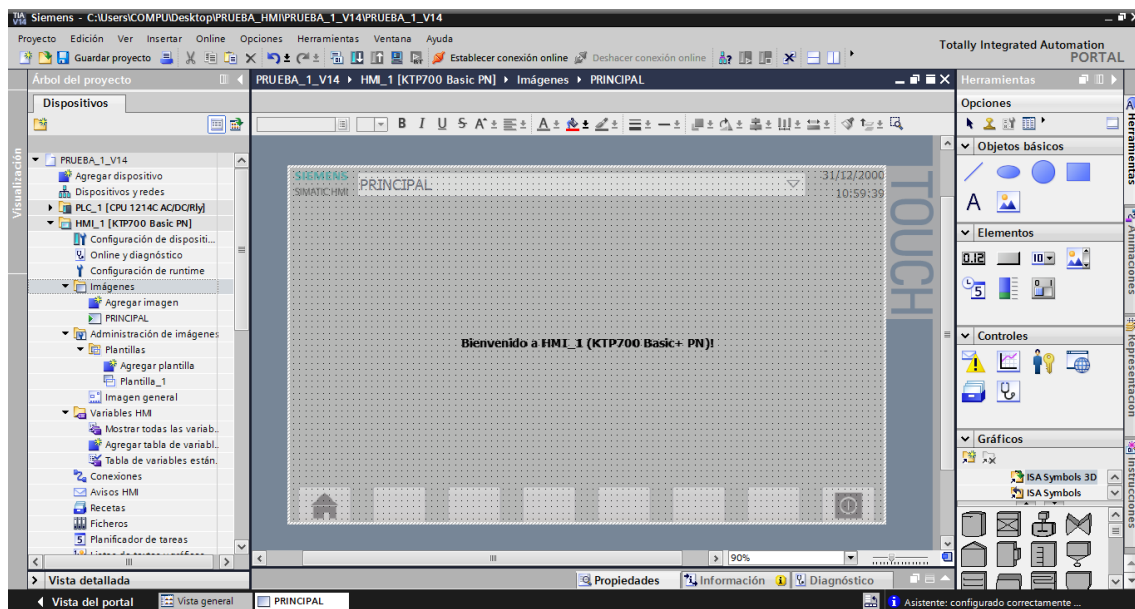 Siemens - C:\Users\COMPU\Desktop\PRUEBA_HMI\PRUEBA_1_V14\PRUEBA_1_V14
Proyecto Edición Ver Insertar Online Opciones Herramientas Ventana Ayuda
Guardar proyecto Establecer conexión online Deshacer conexión online
Totally Integrated Automation
PORTAL
Árbol del proyecto
PRUEBA_1_V14 HMI_1 [KTP700 Basic PN] Imágenes PRINCIPAL
Herramientas
Dispositivos
Opciones
Visualización
PRUEBA_1_V14
Agregar dispositivo
Dispositivos y redes
PLC_1 [CPU 1214C AC/DC/Rly]
HMI_1 [KTP700 Basic PN]
Configuración de dispositi...
Online y diagnóstico
Configuración de runtime
Imágenes
Agregar imagen
PRINCIPAL
Administración de imágenes
Plantillas
Agregar plantilla
Plantilla_1
Imagen general
Variables HMI
Mostrar todas las variab..
Agregar tabla de variabl..
Tabla de variables están.
Conexiones
Avisos HMI
Recetas
Ficheros
Planificador de tareas
Vista detallada
B I U S A
SIEMENS
SIMATIC HMI
PRINCIPAL
31/12/2000
10:59:39
TOUCH
Bienvenido a HMI_1 (KTP700 Basic+ PN)!
90%
Propiedades Información Diagnóstico
Objetos básicos
A
Elementos
0.12
10
5
Controles
Gráficos
ISA Symbols 3D
ISA Symbols
Herramientas
Animaciones
Representación
Instrucciones
Vista del portal Vista general PRINCIPAL
Asistente: configurado correctamente ...